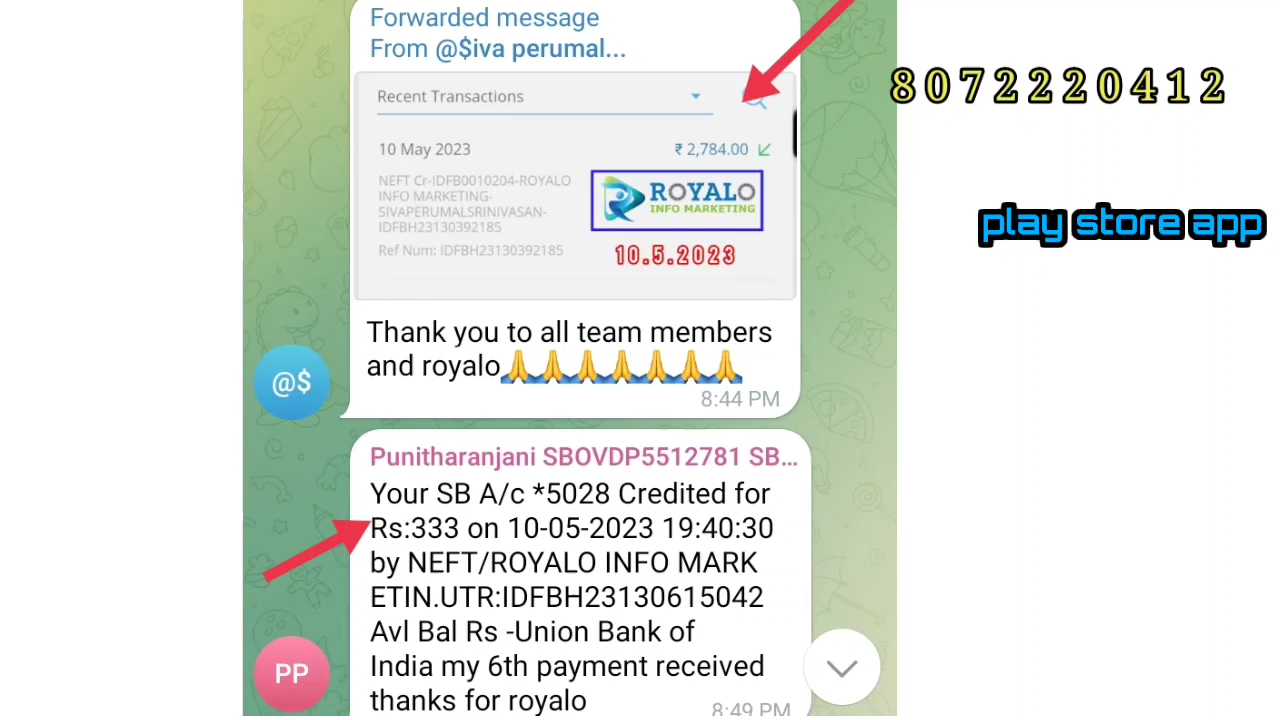 Forwarded message
From @$iva perumal...
Recent Transactions
10 May 2023
₹ 2,784.00
NEFT Cr-IDFB0010204-ROYALO
INFO MARKETING-
SIVAPERUMALSRINIVASAN-
IDFBH23130392185
Ref Num: IDFBH23130392185
ROYALO
INFO MARKETING
10.5.2023
Thank you to all team members
and royalo🙏🙏🙏🙏🙏🙏🙏
8:44 PM
@$
Punitharanjani SBOVDP5512781 SB...
Your SB A/c *5028 Credited for
Rs:333 on 10-05-2023 19:40:30
by NEFT/ROYALO INFO MARK
ETIN.UTR:IDFBH23130615042
Avl Bal Rs -Union Bank of
India my 6th payment received
thanks for royalo
8:49 PM
PP
8072220412
play store app